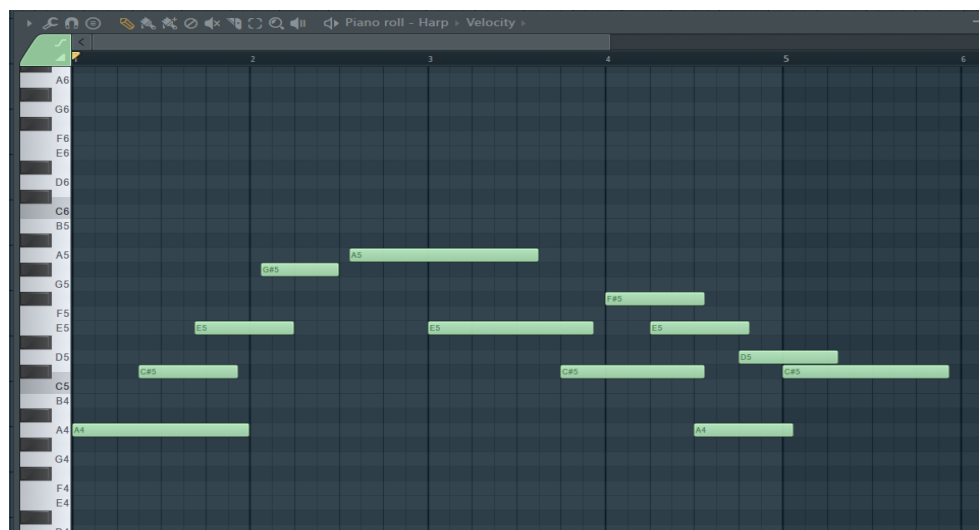 Piano roll - Harp ▸ Velocity ▸
1 2 3 4 5 6
A6
G6
F6
E6
D6
C6
B5
A5 A5
G#5
G5
F#5
F5
E5 E5 E5 E5
D5 D5
C#5 C#5 C#5
C5
B4
A4 A4 A4
G4
F4
E4
D4